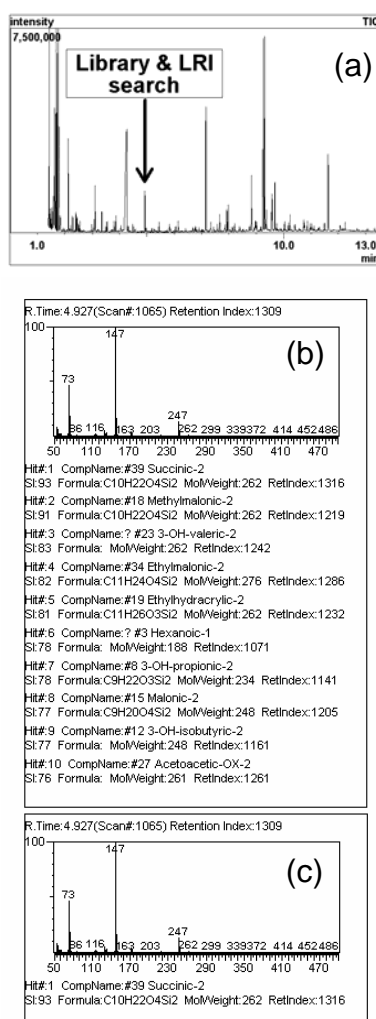 intensity TIC
7,500,000
(a)
Library & LRI
search
1.0 10.0 13.0
min
R.Time:4.927(Scan#:1065) Retention Index:1309
100
147
(b)
73
247
86 116 163 203 262 299 339372 414 452 486
50 110 170 230 290 350 410 470
Hit#:1 CompName:#39 Succinic-2
SI:93 Formula:C10H22O4Si2 MolWeight:262 RetIndex:1316
Hit#:2 CompName:#18 Methylmalonic-2
SI:91 Formula:C10H22O4Si2 MolWeight:262 RetIndex:1219
Hit#:3 CompName:? #23 3-OH-valeric-2
SI:83 Formula: MolWeight:262 RetIndex:1242
Hit#:4 CompName:#34 Ethylmalonic-2
SI:82 Formula:C11H24O4Si2 MolWeight:276 RetIndex:1286
Hit#:5 CompName:#19 Ethylhydracrylic-2
SI:81 Formula:C11H26O3Si2 MolWeight:262 RetIndex:1232
Hit#:6 CompName:? #3 Hexanoic-1
SI:78 Formula: MolWeight:188 RetIndex:1071
Hit#:7 CompName:#8 3-OH-propionic-2
SI:78 Formula:C9H22O3Si2 MolWeight:234 RetIndex:1141
Hit#:8 CompName:#15 Malonic-2
SI:77 Formula:C9H20O4Si2 MolWeight:248 RetIndex:1205
Hit#:9 CompName:#12 3-OH-isobutyric-2
SI:77 Formula: MolWeight:248 RetIndex:1161
Hit#:10 CompName:#27 Acetoacetic-OX-2
SI:76 Formula: MolWeight:261 RetIndex:1261
R.Time:4.927(Scan#:1065) Retention Index:1309
100
147
(c)
73
247
86 116 163 203 262 299 339372 414 452 486
50 110 170 230 290 350 410 470
Hit#:1 CompName:#39 Succinic-2
SI:93 Formula:C10H22O4Si2 MolWeight:262 RetIndex:1316